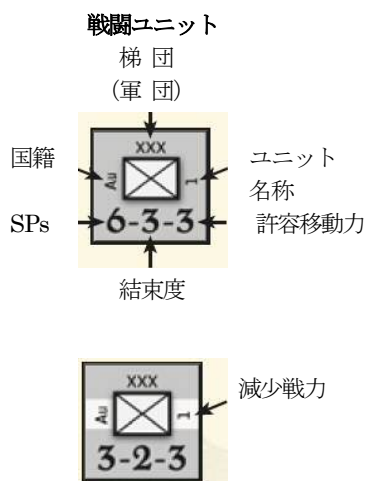 戦闘ユニット
梯 団
(軍 団)
XXX
国籍
Au
1
ユニット
名称
SPs
6-3-3
許容移動力
結束度
XXX
減少戦力
Au
1
3-2-3